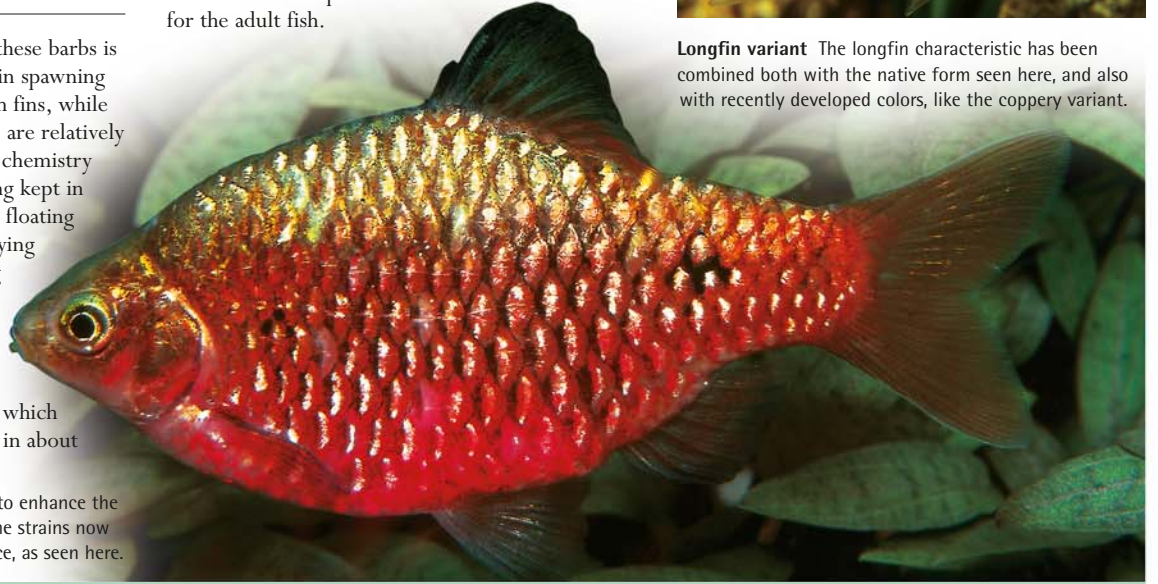 for the adult fish.
these barbs is
in spawning
fins, while
are relatively
chemistry
ng kept in
floating
ying
which
in about
to enhance the
ne strains now
ce, as seen here.
Longfin variant The longfin characteristic has been
combined both with the native form seen here, and also
with recently developed colors, like the coppery variant.